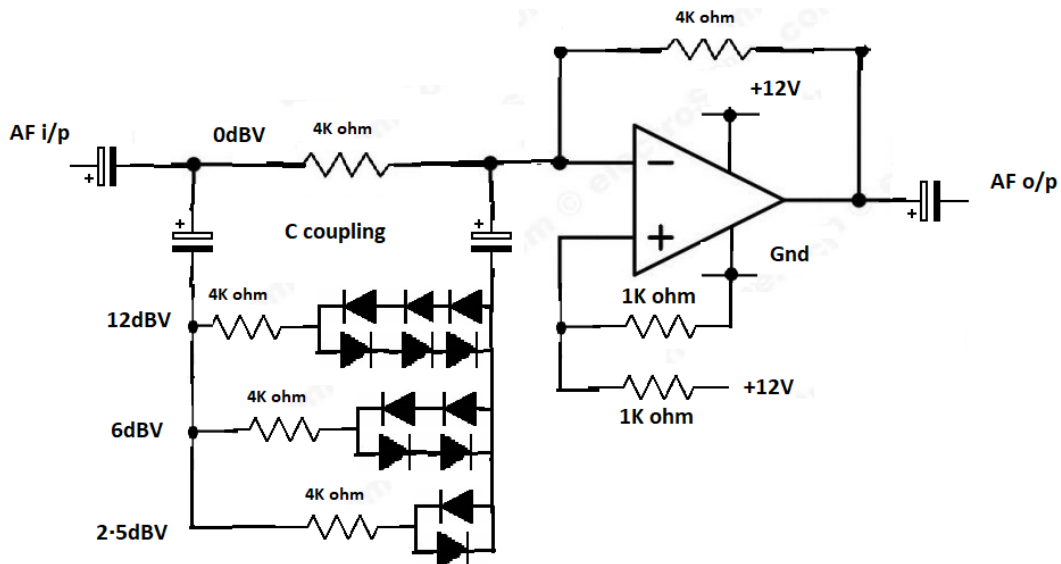 4K ohm
+12V
AF i/p
0dBV
4K ohm
−
AF o/p
+
+
C coupling
+
+
+
Gnd
4K ohm
1K ohm
12dBV
4K ohm
+12V
1K ohm
6dBV
4K ohm
2·5dBV